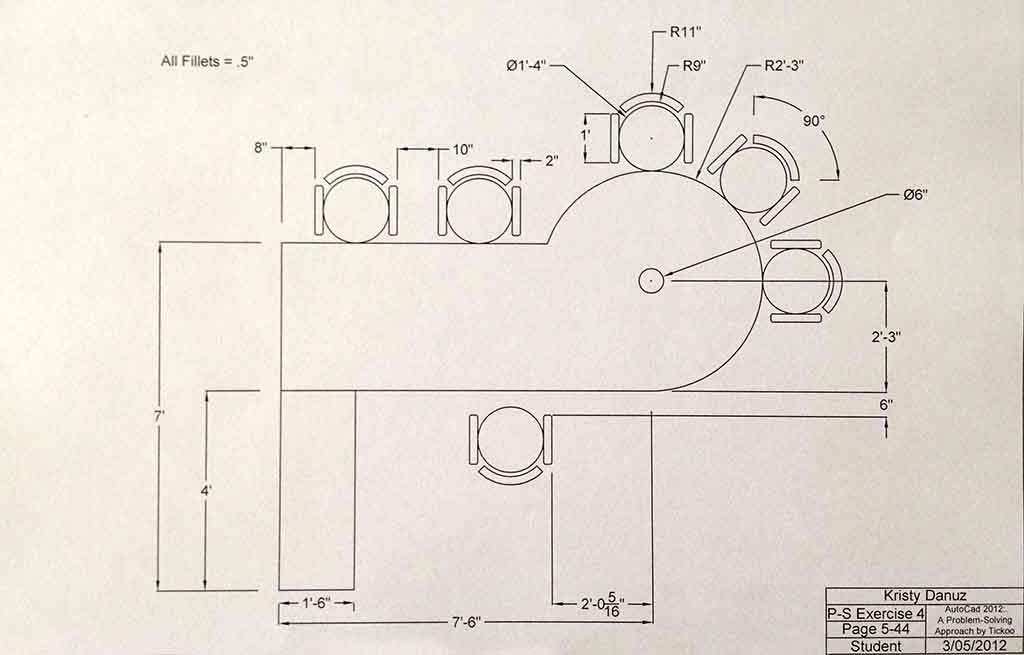 All Fillets = .5"
R11"
Ø1'-4"
R9"
R2'-3"
1'
90°
8"
10"
2"
Ø6"
2'-3"
6"
7'
4'
1'-6"
2'-0 5/16"
7'-6"
Kristy Danuz
P-S Exercise 4
Page 5-44
AutoCad 2012:
A Problem-Solving
Approach by Tickoo
Student
3/05/2012